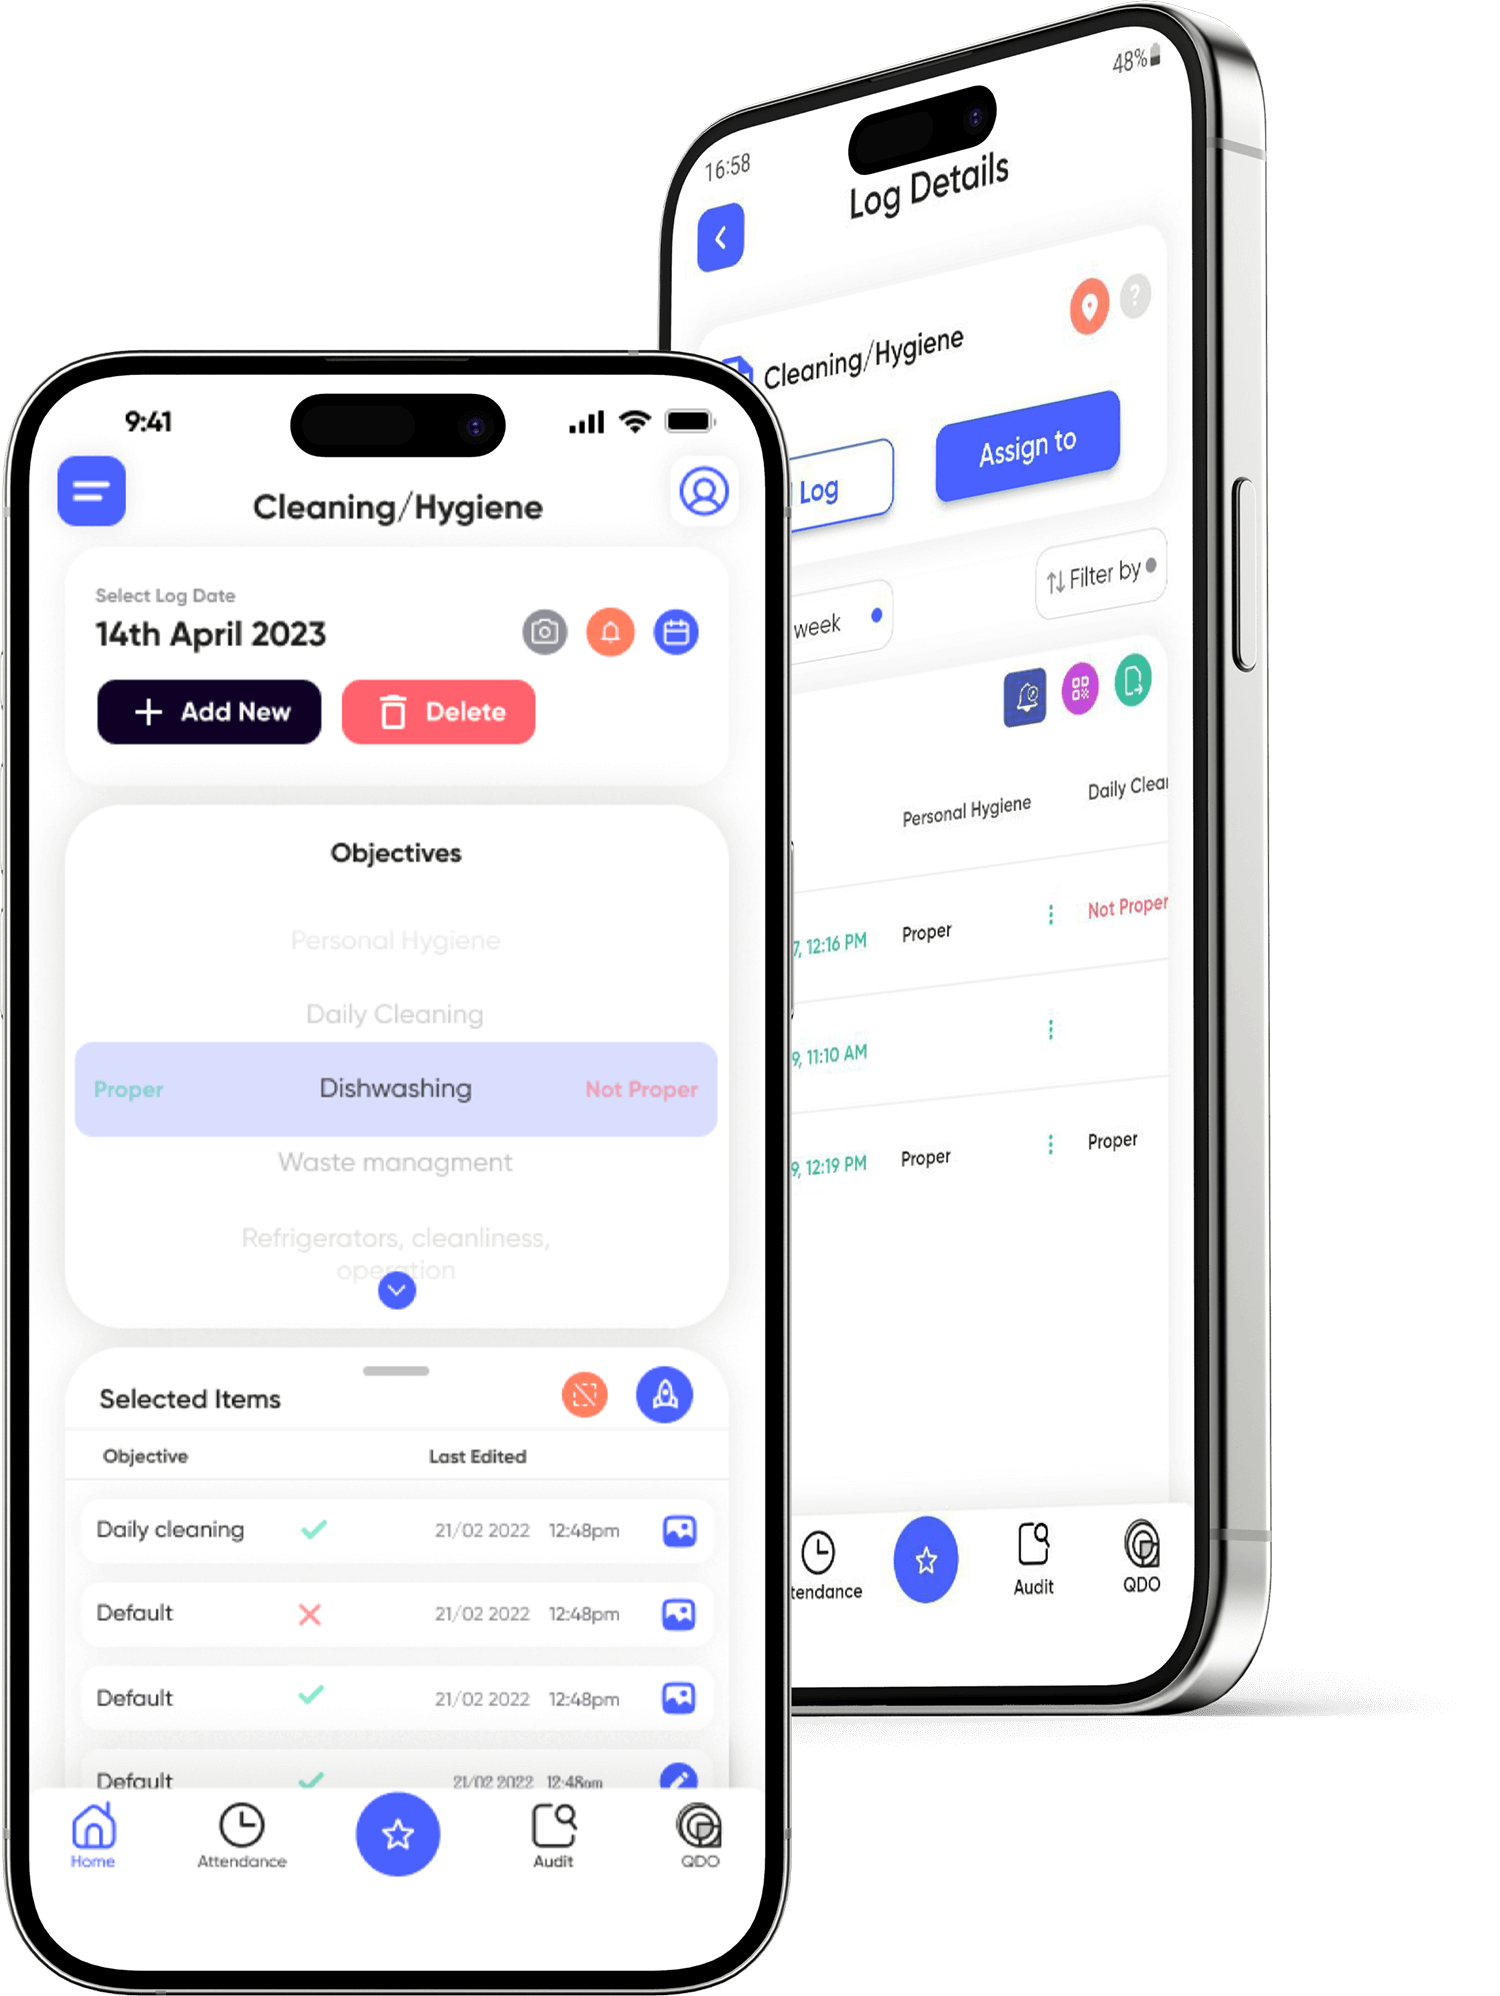 48%
16:58
Log Details
Cleaning/Hygiene
Log
Assign to
week
Filter by
Personal Hygiene
Daily Clear
7, 12:16 PM
Proper
Not Proper
9, 11:10 AM
9, 12:19 PM
Proper
Proper
tendance
Audit
QDO
9:41
Cleaning/Hygiene
Select Log Date
14th April 2023
Add New
Delete
Objectives
Personal Hygiene
Daily Cleaning
Proper
Dishwashing
Not Proper
Waste managment
Refrigerators, cleanliness,
operation
Selected Items
Objective
Last Edited
Daily cleaning
21/02 2022 12:48pm
Default
21/02 2022 12:48pm
Default
21/02 2022 12:48pm
Default
21/02 2022 12:48pm
Home
Attendance
Audit
QDO